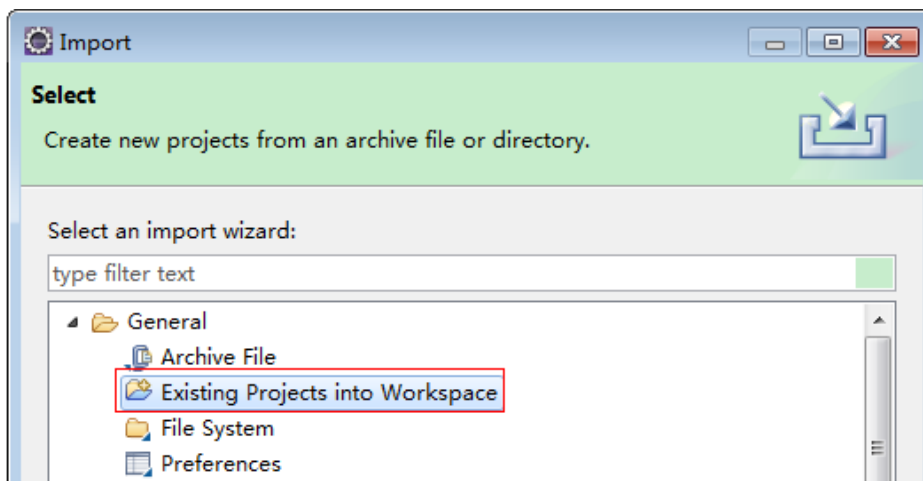 Import
Select
Create new projects from an archive file or directory.
Select an import wizard:
type filter text
General
Archive File
Existing Projects into Workspace
File System
Preferences